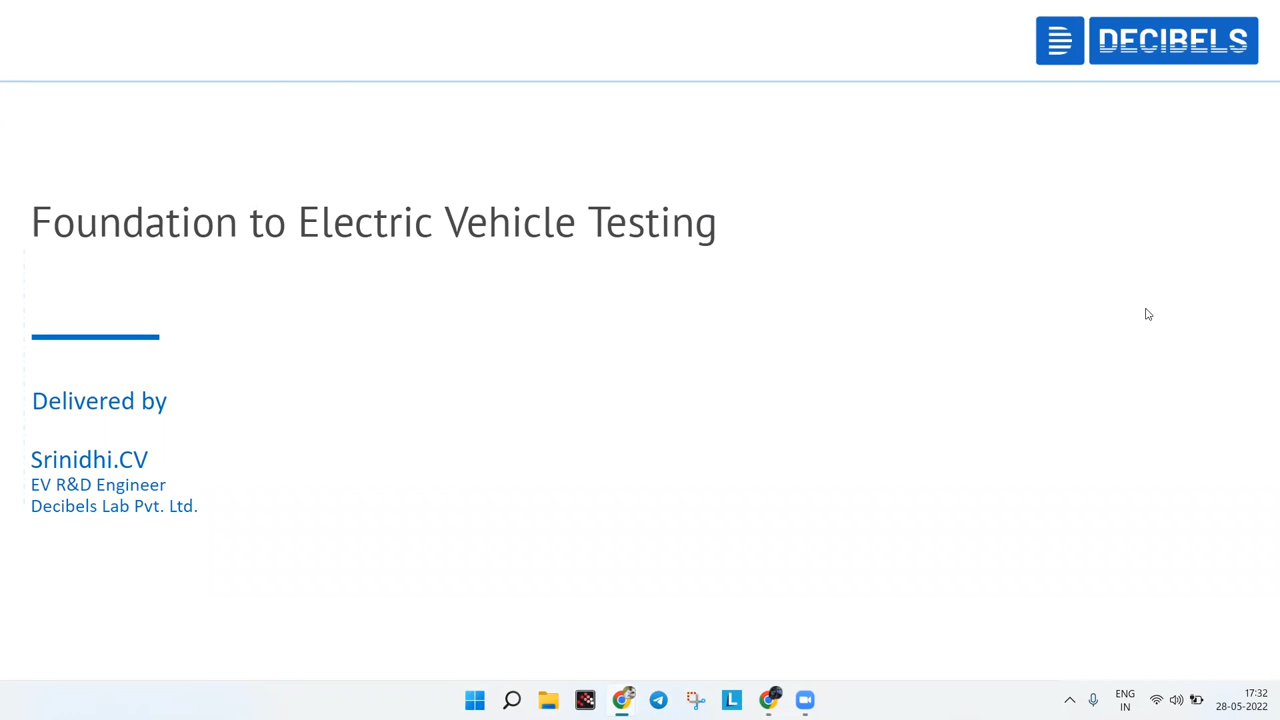 DECIBELS
Foundation to Electric Vehicle Testing
Delivered by
Srinidhi.CV
EV R&D Engineer
Decibels Lab Pvt. Ltd.
L
ENG
IN
17:32
28-05-2022